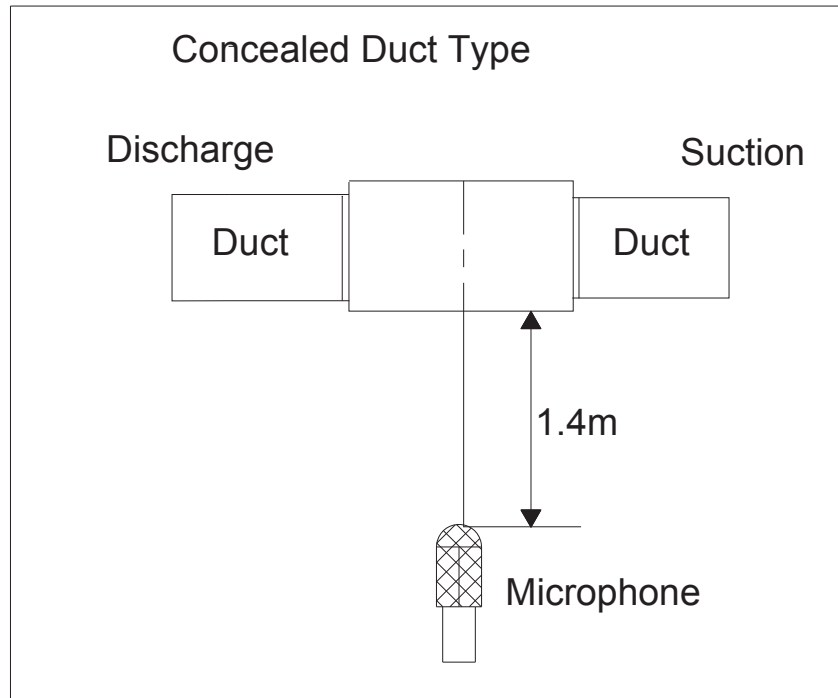 Concealed Duct Type
Discharge
Suction
Duct
Duct
1.4m
Microphone